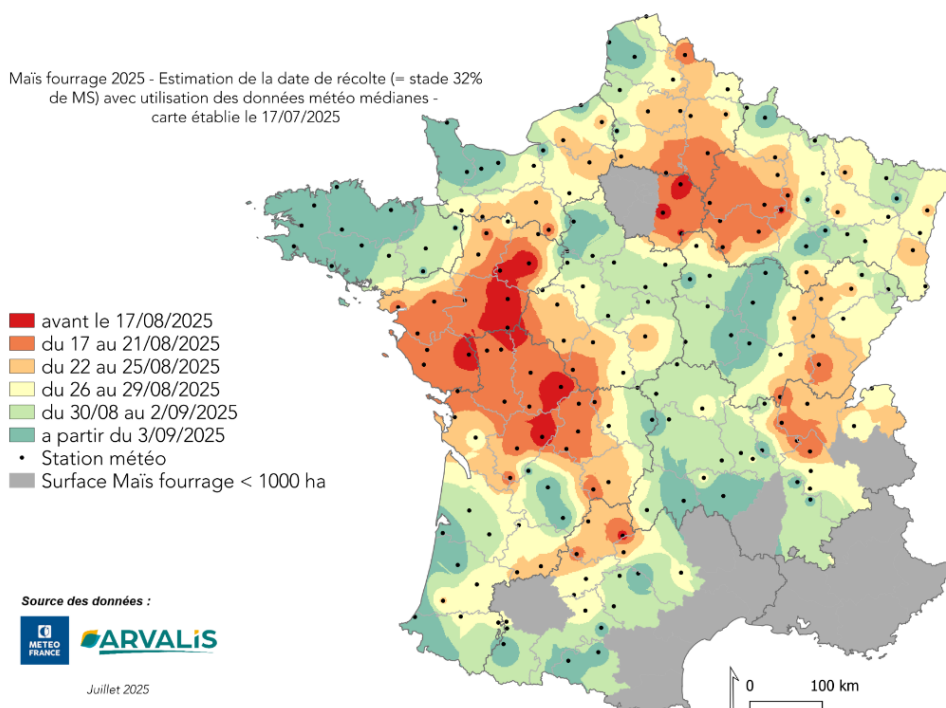 Maïs fourrage 2025 - Estimation de la date de récolte (= stade 32%
de MS) avec utilisation des données météo médianes -
carte établie le 17/07/2025
avant le 17/08/2025
du 17 au 21/08/2025
du 22 au 25/08/2025
du 26 au 29/08/2025
du 30/08 au 2/09/2025
a partir du 3/09/2025
Station météo
Surface Maïs fourrage < 1000 ha
Source des données :
METEO
FRANCE
ARVALIS
Juillet 2025
0 100 km